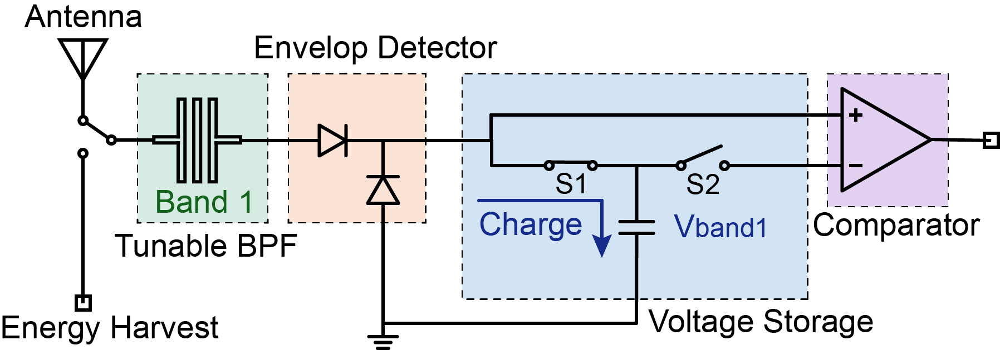 Antenna
Envelop Detector
+
S1
S2
−
Band 1
Charge
Vband1
Comparator
Tunable BPF
Energy Harvest
Voltage Storage